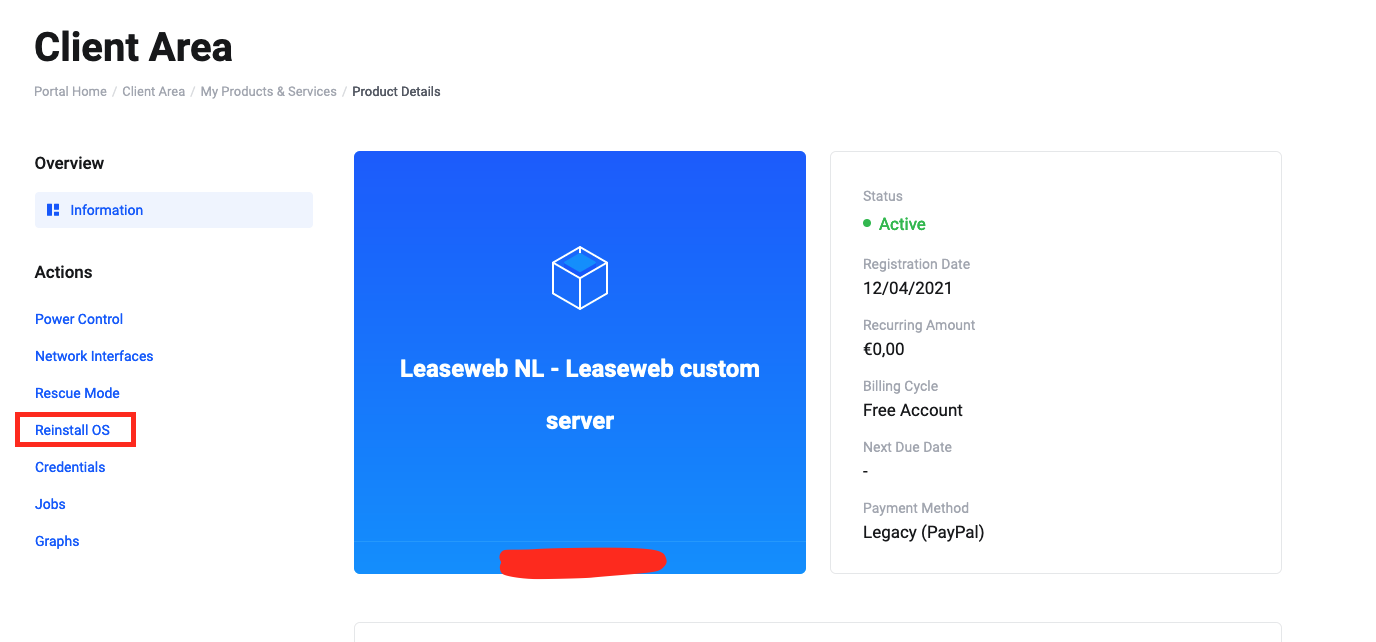 Client Area
Portal Home / Client Area / My Products & Services / Product Details
Overview
Information
Actions
Power Control
Network Interfaces
Rescue Mode
Reinstall OS
Credentials
Jobs
Graphs
Leaseweb NL - Leaseweb custom
server
Status
Active
Registration Date
12/04/2021
Recurring Amount
€0,00
Billing Cycle
Free Account
Next Due Date
-
Payment Method
Legacy (PayPal)